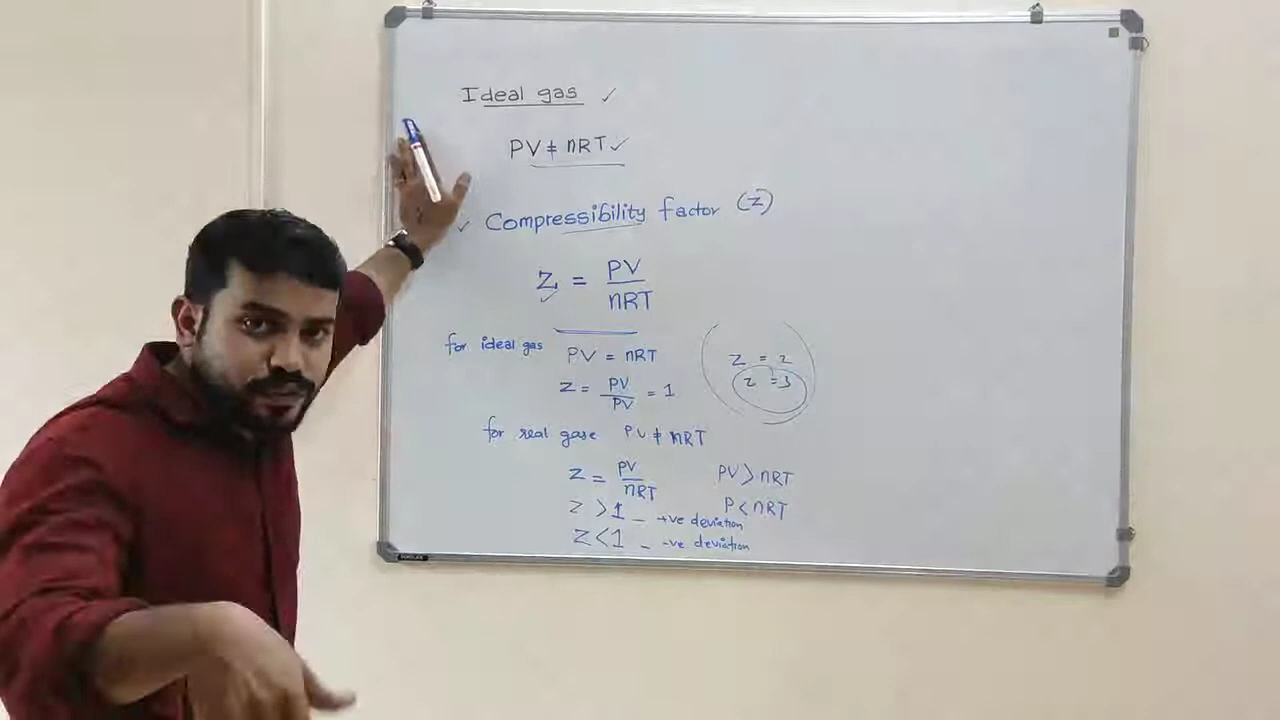 Ideal gas ✓
PV ≠ nRT ✓
✓ Compressibility factor (Z)
Z = PV / nRT
for ideal gas PV = nRT
Z = PV / PV = 1
Z = 2
Z = 3
for real gase PV ≠ nRT
Z = PV / nRT PV > nRT
P < nRT
Z > 1 - +ve deviation
Z < 1 - -ve deviation